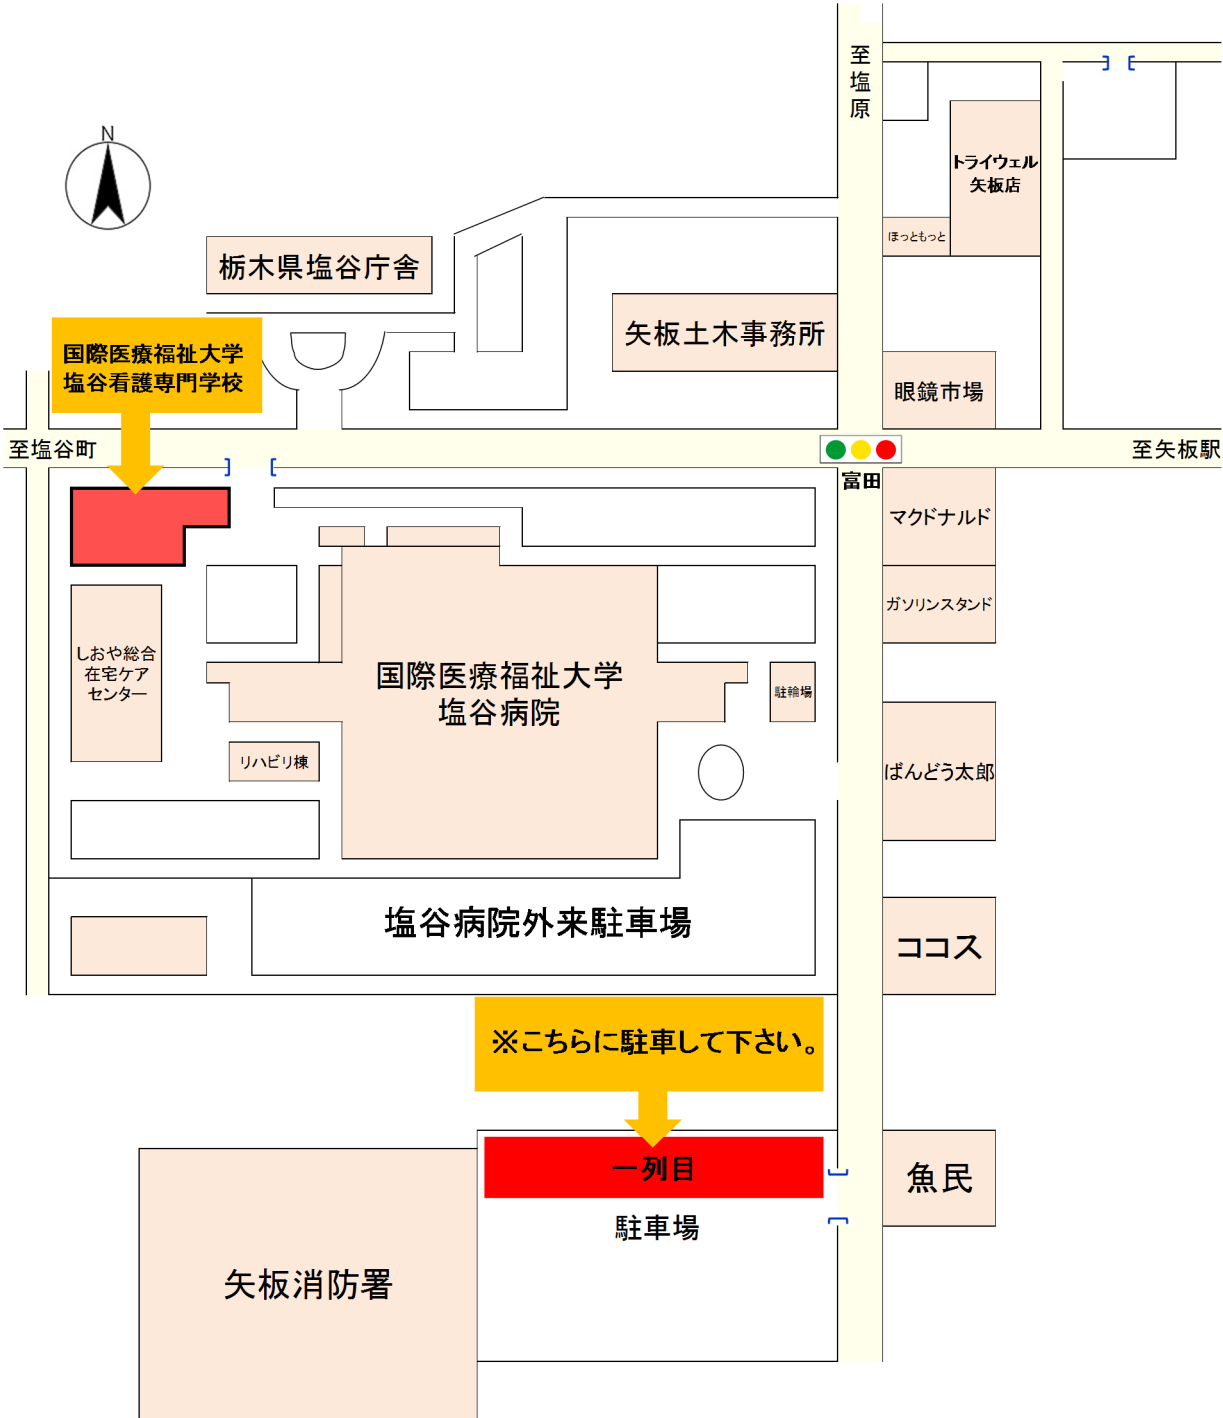 至塩原
N
トライウェル
矢板店
ほっともっと
栃木県塩谷庁舎
矢板土木事務所
国際医療福祉大学
塩谷看護専門学校
眼鏡市場
至塩谷町
至矢板駅
富田
マクドナルド
ガソリンスタンド
しおや総合
在宅ケア
センター
国際医療福祉大学
塩谷病院
駐輪場
リハビリ棟
ばんどう太郎
塩谷病院外来駐車場
ココス
※こちらに駐車して下さい。
一列目
魚民
駐車場
矢板消防署